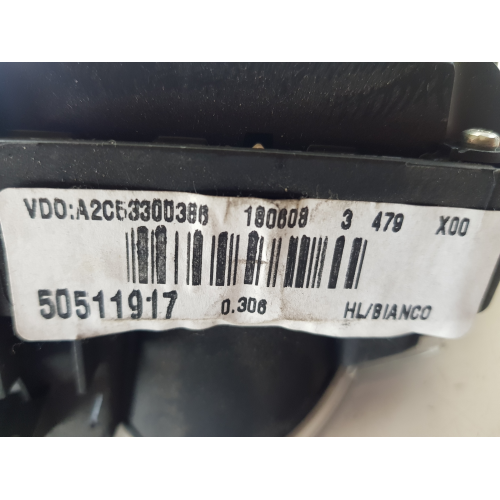 VDO:A2C53300386 180608 3 479 X00
50511917 0.306 HL/BIANCO